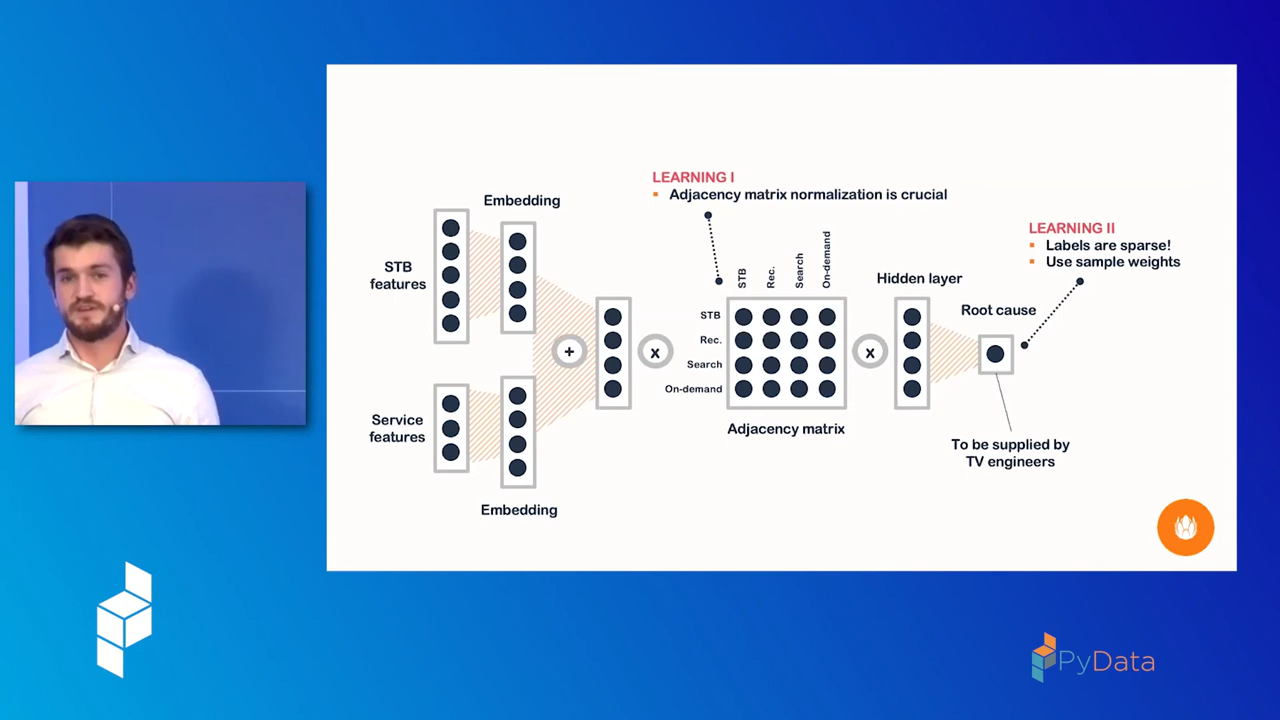 LEARNING I
Adjacency matrix normalization is crucial
LEARNING II
Labels are sparse!
Use sample weights
Embedding
STB
features
STB
Rec.
Search
On-demand
Hidden layer
Root cause
STB
Rec.
Search
On-demand
Service
features
Adjacency matrix
To be supplied by
TV engineers
Embedding
+
x
x
PyData